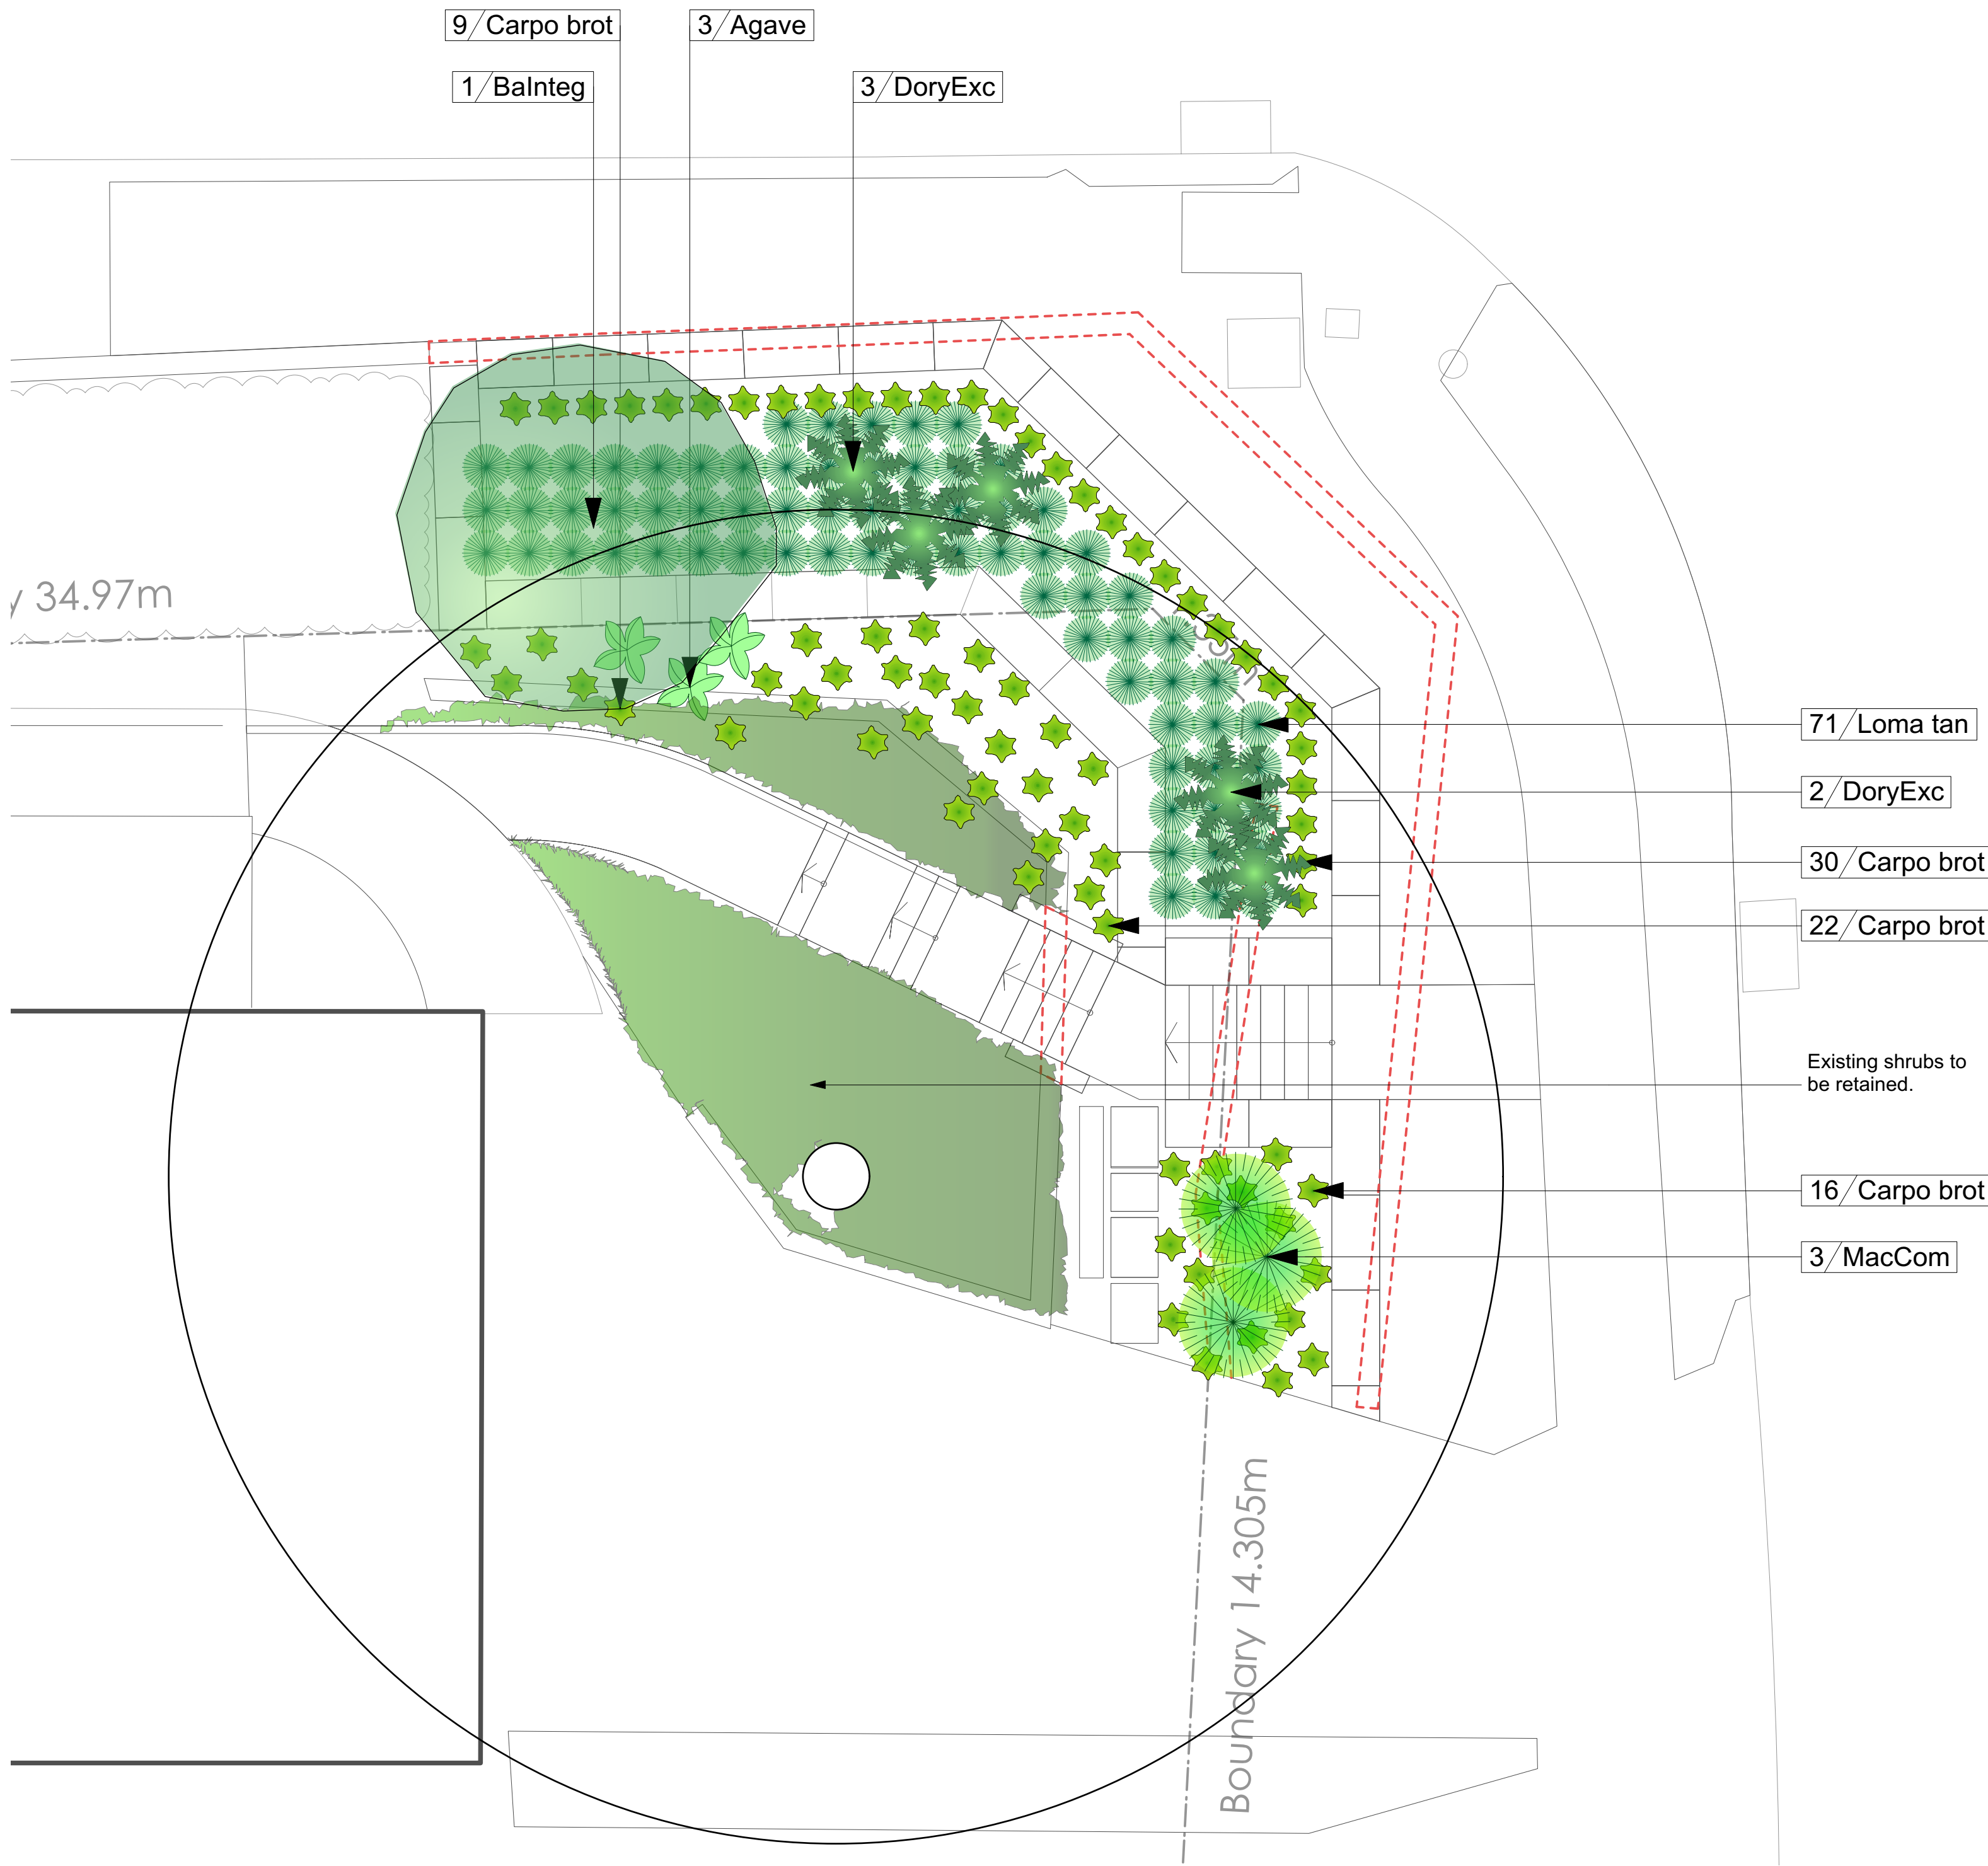 9/Carpo brot
3/Agave
1/BaInteg
3/DoryExc
y 34.97m
71/Loma tan
2/DoryExc
30/Carpo brot
22/Carpo brot
Existing shrubs to
be retained.
16/Carpo brot
3/MacCom
Boundary 14.305m